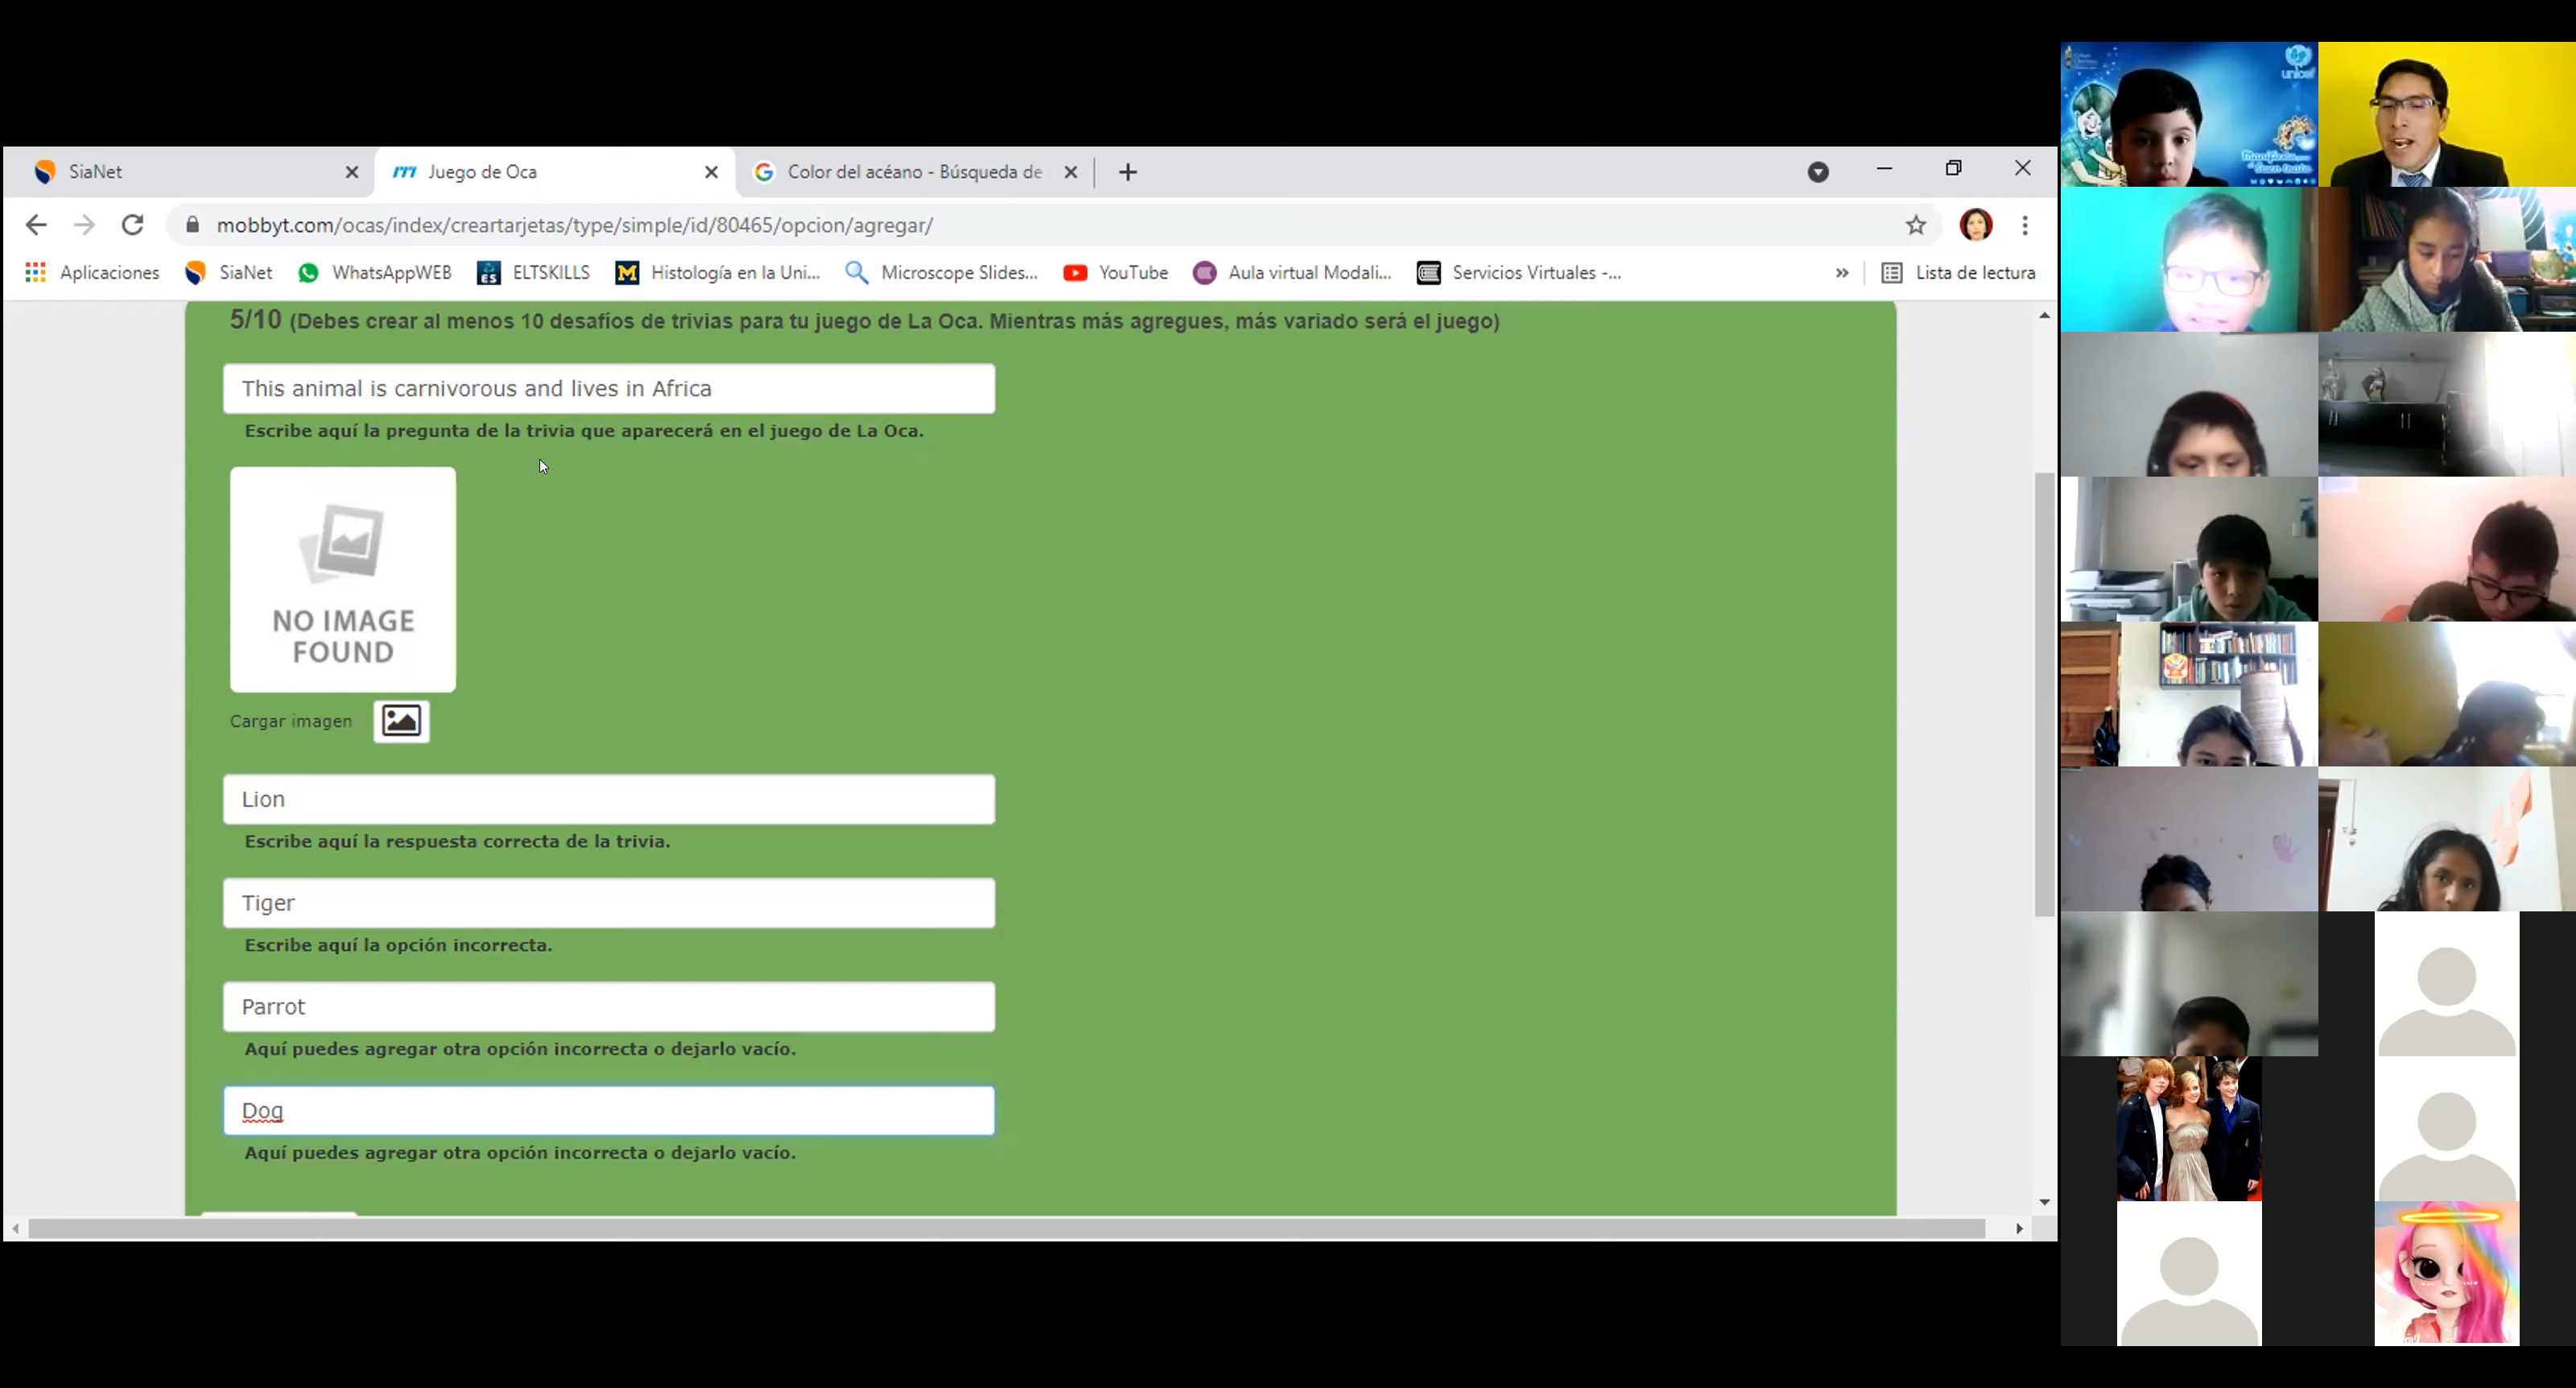 SiaNet
Juego de Oca
Color del acéano - Búsqueda de
mobbyt.com/ocas/index/creartarjetas/type/simple/id/80465/opcion/agregar/
Aplicaciones
SiaNet
WhatsAppWEB
ES
ELTSKILLS
M
Histología en la Uni...
Microscope Slides...
YouTube
Aula virtual Modali...
Servicios Virtuales -...
»
Lista de lectura
5/10 (Debes crear al menos 10 desafíos de trivias para tu juego de La Oca. Mientras más agregues, más variado será el juego)
This animal is carnivorous and lives in Africa
Escribe aquí la pregunta de la trivia que aparecerá en el juego de La Oca.
NO IMAGE
FOUND
Cargar imagen
Lion
Escribe aquí la respuesta correcta de la trivia.
Tiger
Escribe aquí la opción incorrecta.
Parrot
Aquí puedes agregar otra opción incorrecta o dejarlo vacío.
Dog
Aquí puedes agregar otra opción incorrecta o dejarlo vacío.
unicef